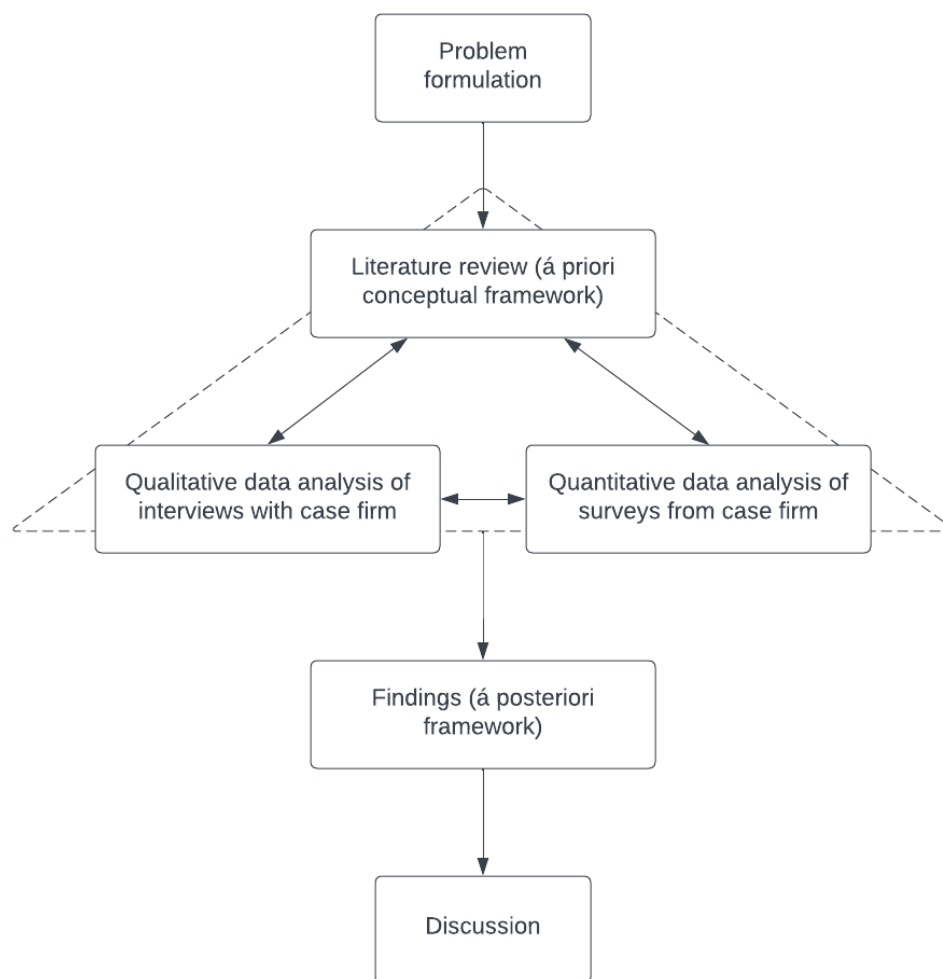 Problem
formulation
Literature review (á priori
conceptual framework)
Qualitative data analysis of
interviews with case firm
Quantitative data analysis of
surveys from case firm
Findings (á posteriori
framework)
Discussion